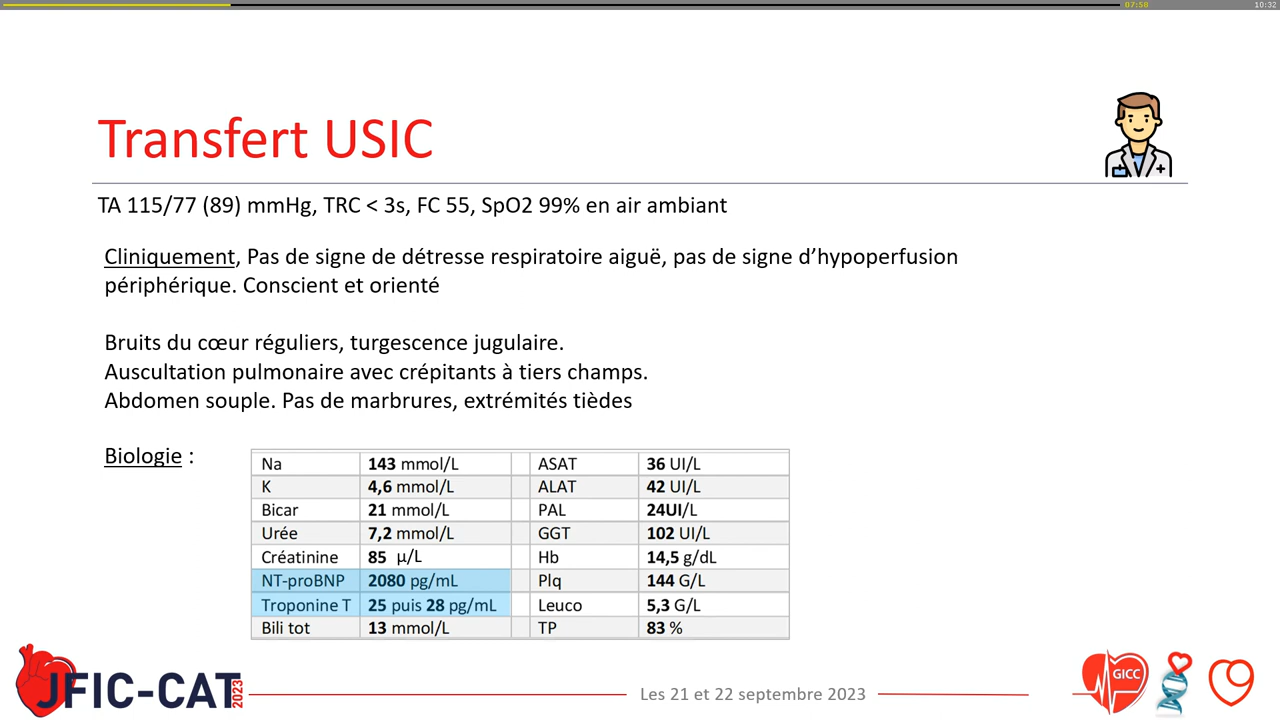 07:50
10:32
Transfert USIC
TA 115/77 (89) mmHg, TRC < 3s, FC 55, SpO2 99% en air ambiant
Cliniquement, Pas de signe de détresse respiratoire aiguë, pas de signe d’hypoperfusion
périphérique. Conscient et orienté
Bruits du cœur réguliers, turgescence jugulaire.
Auscultation pulmonaire avec crépitants à tiers champs.
Abdomen souple. Pas de marbrures, extrémités tièdes
Biologie :
Na 143 mmol/L ASAT 36 UI/L
K 4,6 mmol/L ALAT 42 UI/L
Bicar 21 mmol/L PAL 24UI/L
Urée 7,2 mmol/L GGT 102 UI/L
Créatinine 85 µ/L Hb 14,5 g/dL
NT-proBNP 2080 pg/mL Plq 144 G/L
Troponine T 25 puis 28 pg/mL Leuco 5,3 G/L
Bili tot 13 mmol/L TP 83 %
JFIC-CAT 2023
Les 21 et 22 septembre 2023
GICC